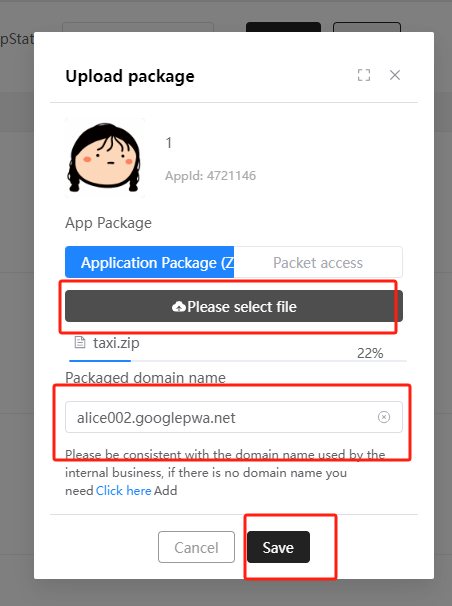 pStat
Upload package
1
AppId: 4721146
App Package
Application Package (Z
Packet access
Please select file
taxi.zip
22%
Packaged domain name
alice002.googlepwa.net
Please be consistent with the domain name used by the
internal business, if there is no domain name you
need Click here Add
Cancel
Save